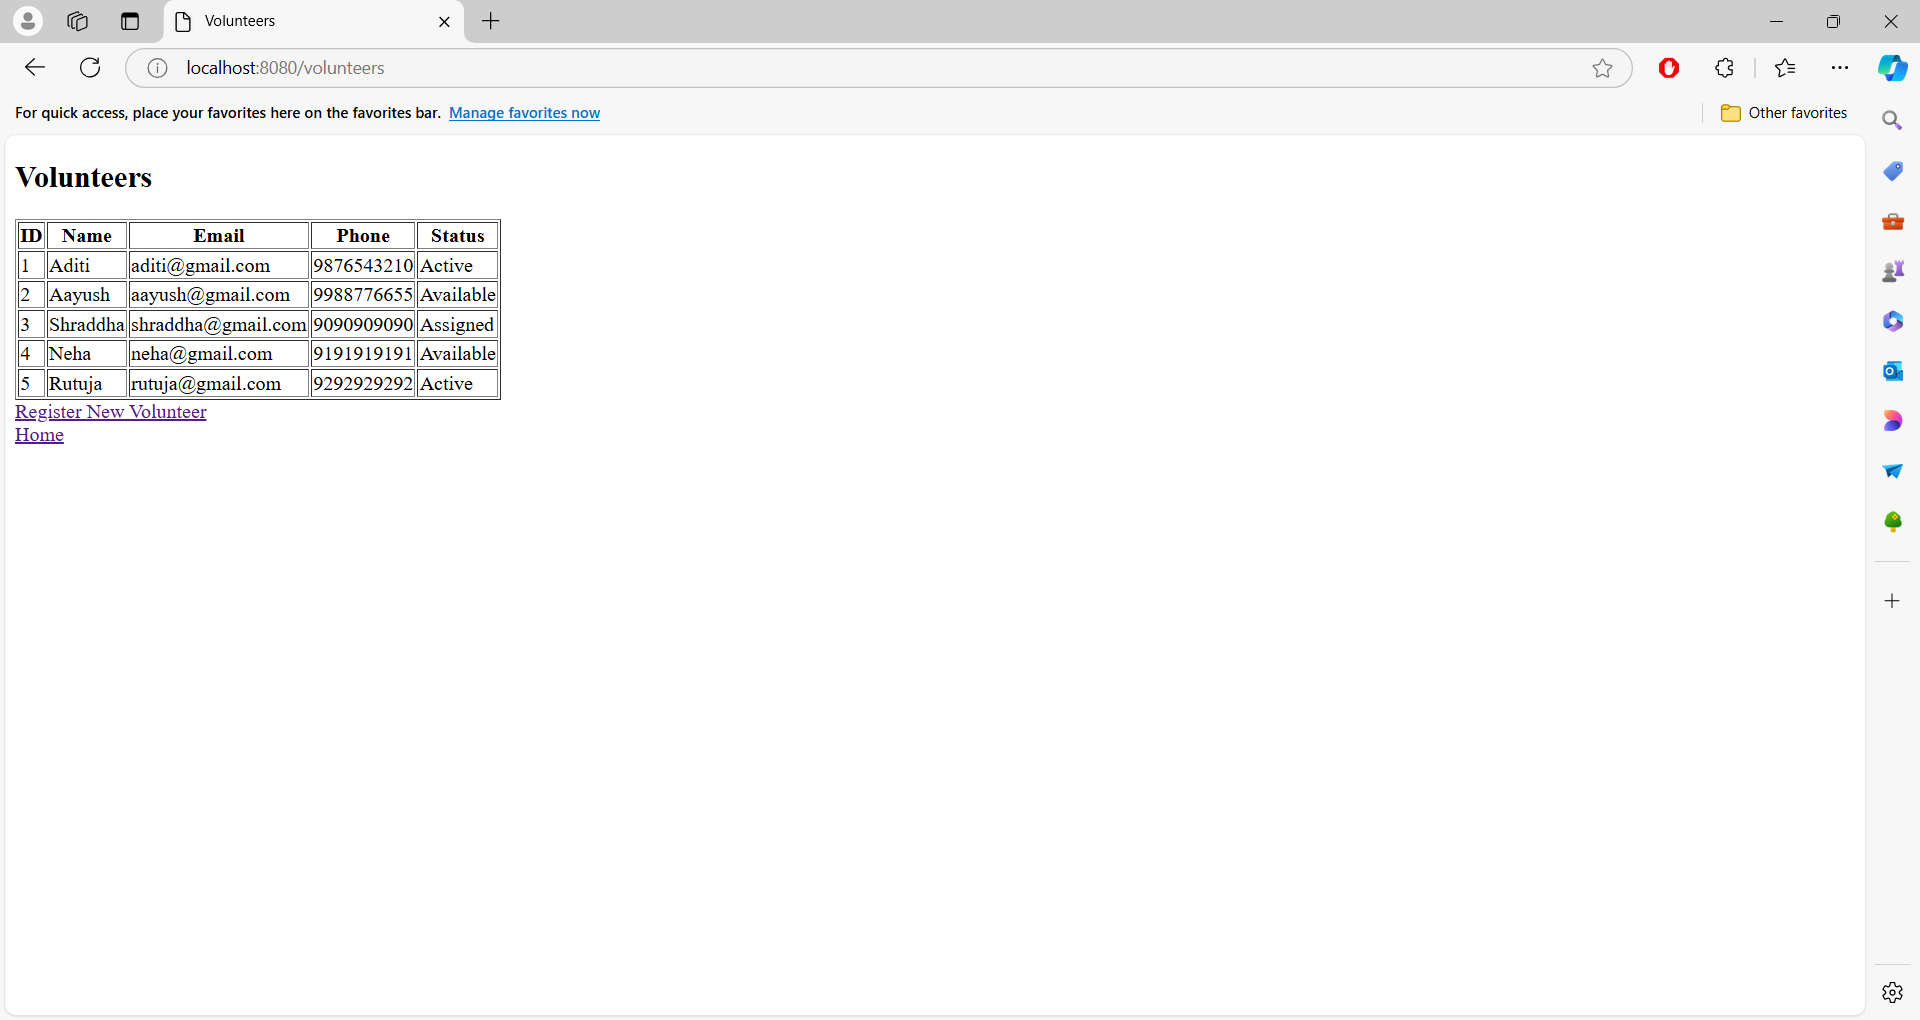 Volunteers
localhost:8080/volunteers
For quick access, place your favorites here on the favorites bar. Manage favorites now
Other favorites
Volunteers
ID Name Email Phone Status
1 Aditi aditi@gmail.com 9876543210 Active
2 Aayush aayush@gmail.com 9988776655 Available
3 Shraddha shraddha@gmail.com 9090909090 Assigned
4 Neha neha@gmail.com 9191919191 Available
5 Rutuja rutuja@gmail.com 9292929292 Active
Register New Volunteer
Home